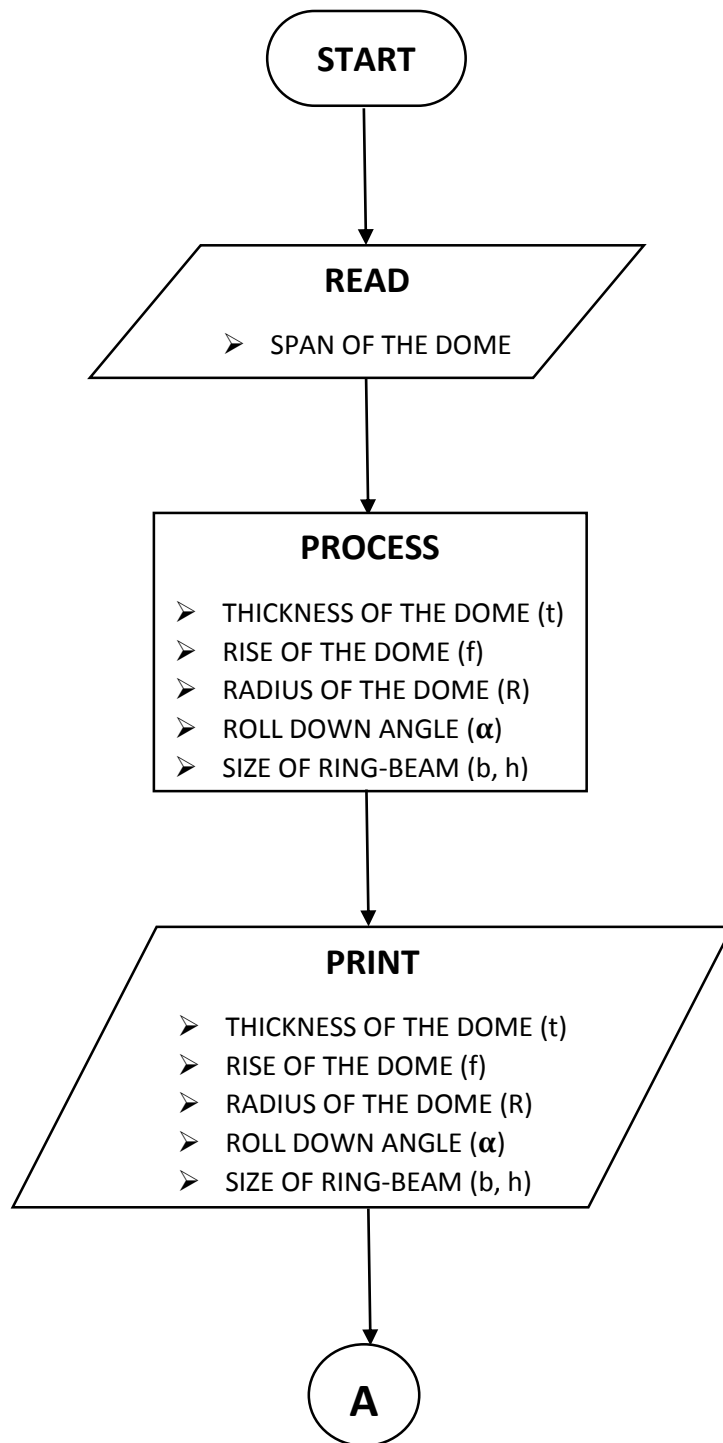 START
READ
➢ SPAN OF THE DOME
PROCESS
➢ THICKNESS OF THE DOME (t)
➢ RISE OF THE DOME (f)
➢ RADIUS OF THE DOME (R)
➢ ROLL DOWN ANGLE (α)
➢ SIZE OF RING-BEAM (b, h)
PRINT
➢ THICKNESS OF THE DOME (t)
➢ RISE OF THE DOME (f)
➢ RADIUS OF THE DOME (R)
➢ ROLL DOWN ANGLE (α)
➢ SIZE OF RING-BEAM (b, h)
A